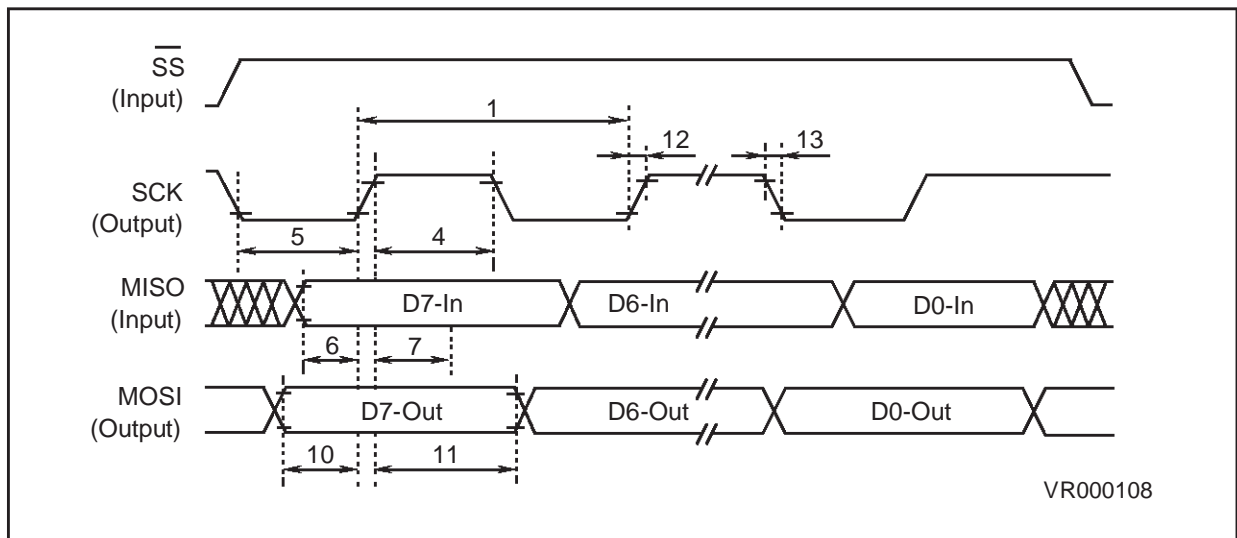 SS
(Input)
1
12
13
SCK
(Output)
5
4
MISO
(Input)
D7-In
D6-In
D0-In
6
7
MOSI
(Output)
D7-Out
D6-Out
D0-Out
10
11
VR000108